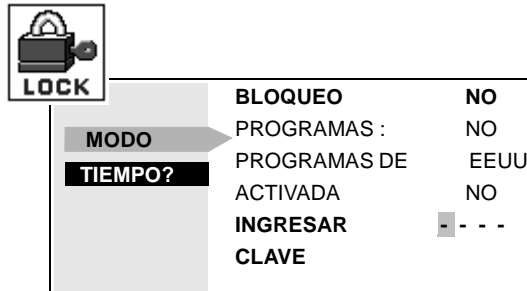 LOCK
BLOQUEO NO
MODO
PROGRAMAS : NO
PROGRAMAS DE EEUU
TIEMPO?
ACTIVADA NO
INGRESAR - - - -
CLAVE